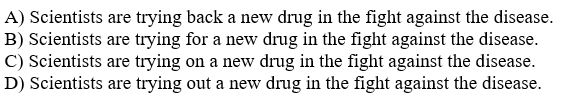 A) Scientists are trying back a new drug in the fight against the disease.
B) Scientists are trying for a new drug in the fight against the disease.
C) Scientists are trying on a new drug in the fight against the disease.
D) Scientists are trying out a new drug in the fight against the disease.